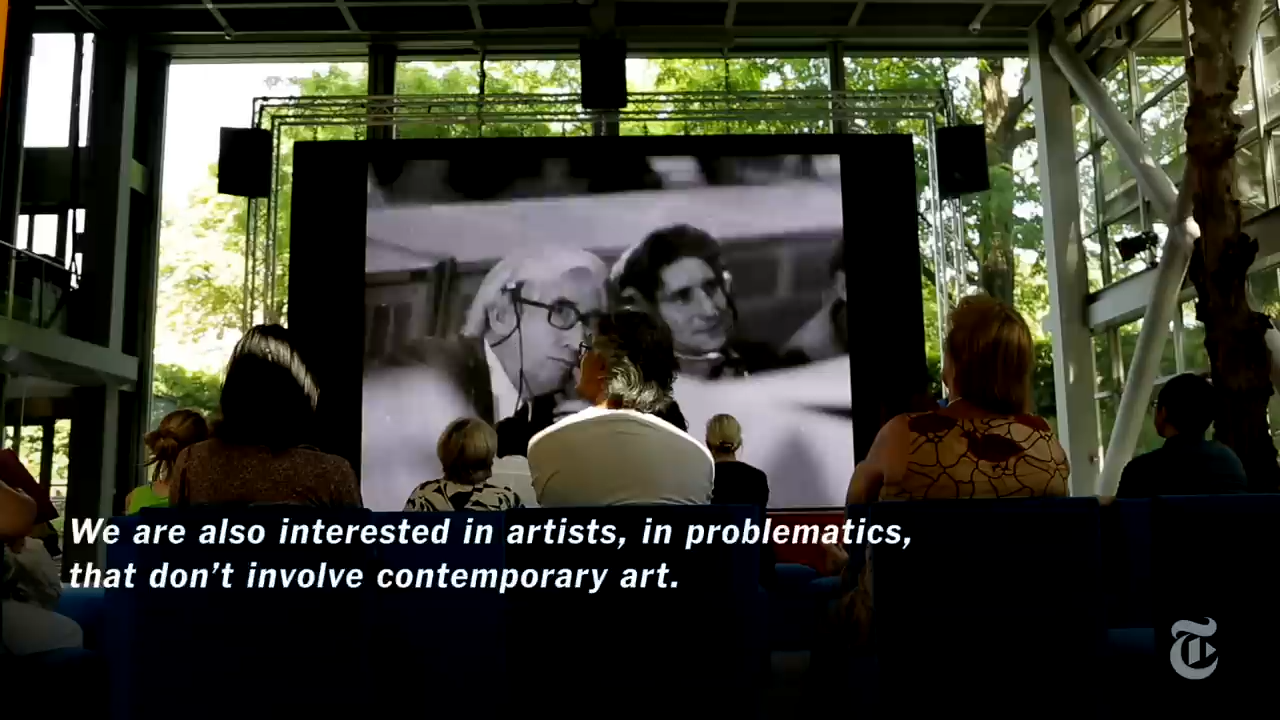 We are also interested in artists, in problematics,
that don't involve contemporary art.